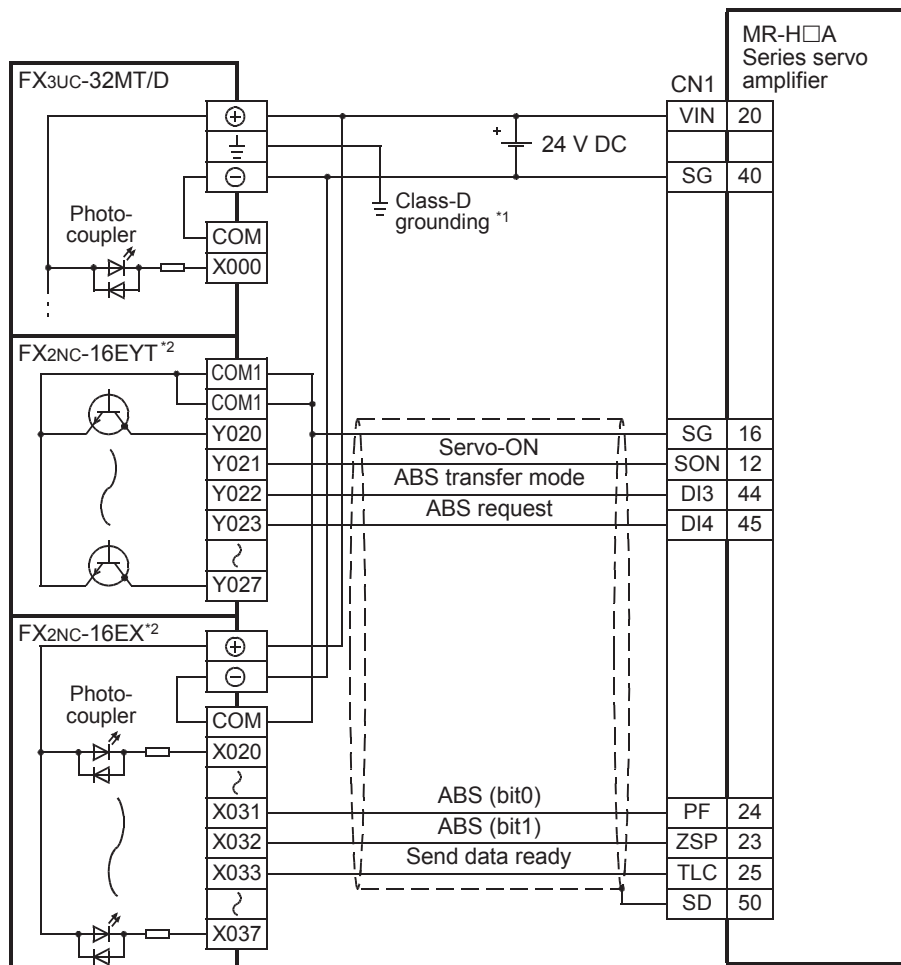 MR-H□A
Series servo
amplifier
FX3UC-32MT/D
CN1
⊕
VIN 20
+
24 V DC
⊖
SG 40
Class-D
grounding *1
Photo-
coupler
COM
X000
FX2NC-16EYT*2
COM1
COM1
Y020
SG 16
Servo-ON
Y021
SON 12
ABS transfer mode
Y022
DI3 44
ABS request
Y023
DI4 45
Y027
FX2NC-16EX*2
⊕
⊖
Photo-
coupler
COM
X020
ABS (bit0)
X031
PF 24
ABS (bit1)
X032
ZSP 23
Send data ready
X033
TLC 25
SD 50
X037